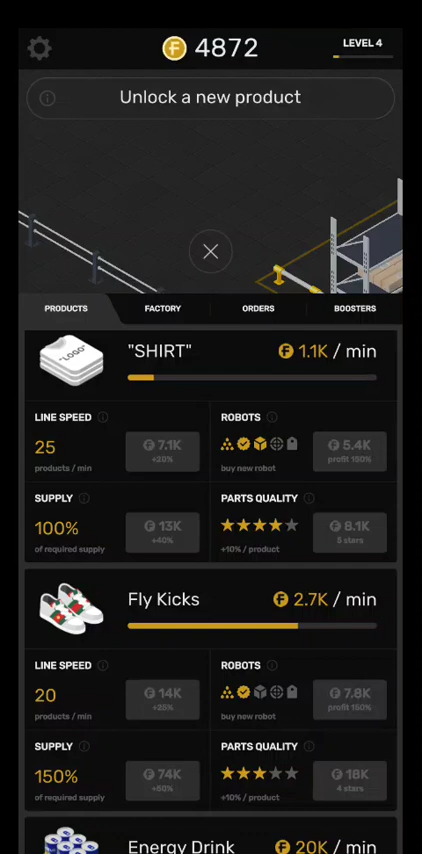 4872
LEVEL 4
Unlock a new product
PRODUCTS
FACTORY
ORDERS
BOOSTERS
"LOGO"
"SHIRT"
1.1K / min
LINE SPEED
25
products / min
7.1K
+20%
ROBOTS
buy new robot
5.4K
profit 150%
SUPPLY
100%
of required supply
13K
+40%
PARTS QUALITY
+10% / product
8.1K
5 stars
Fly Kicks
2.7K / min
LINE SPEED
20
products / min
14K
+25%
ROBOTS
buy new robot
7.8K
profit 150%
SUPPLY
150%
of required supply
74K
+50%
PARTS QUALITY
+10% / product
18K
4 stars
Energy Drink
20K / min